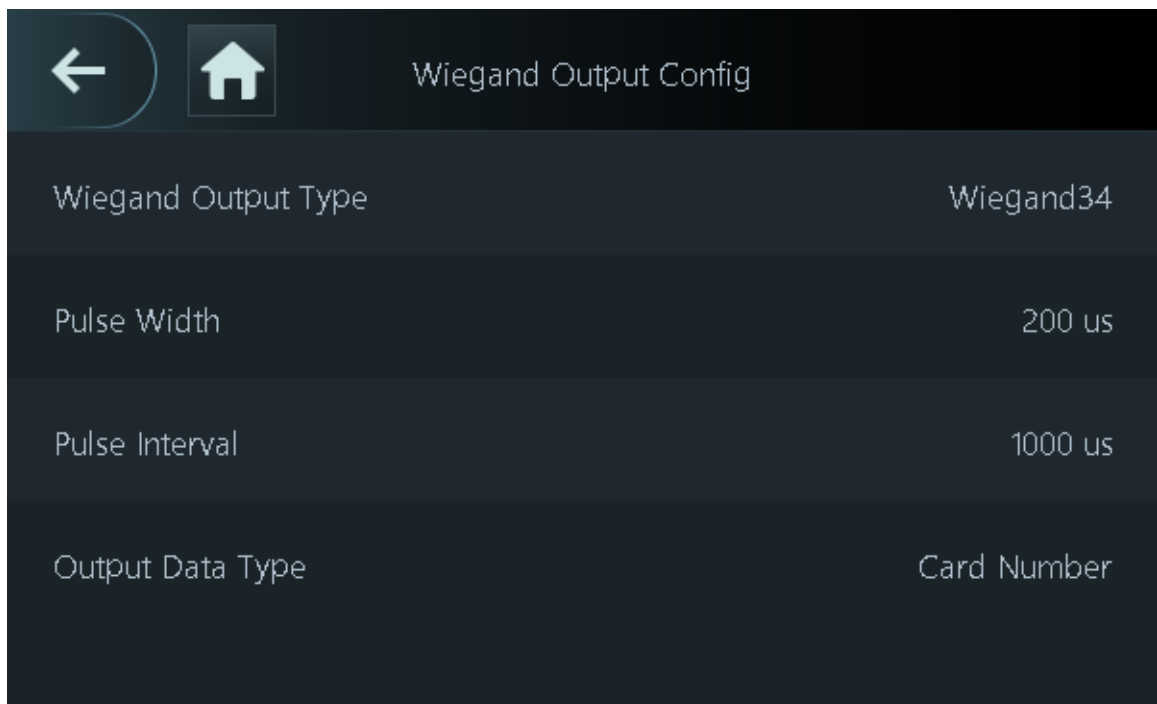 Wiegand Output Config
Wiegand Output Type Wiegand34
Pulse Width 200 us
Pulse Interval 1000 us
Output Data Type Card Number